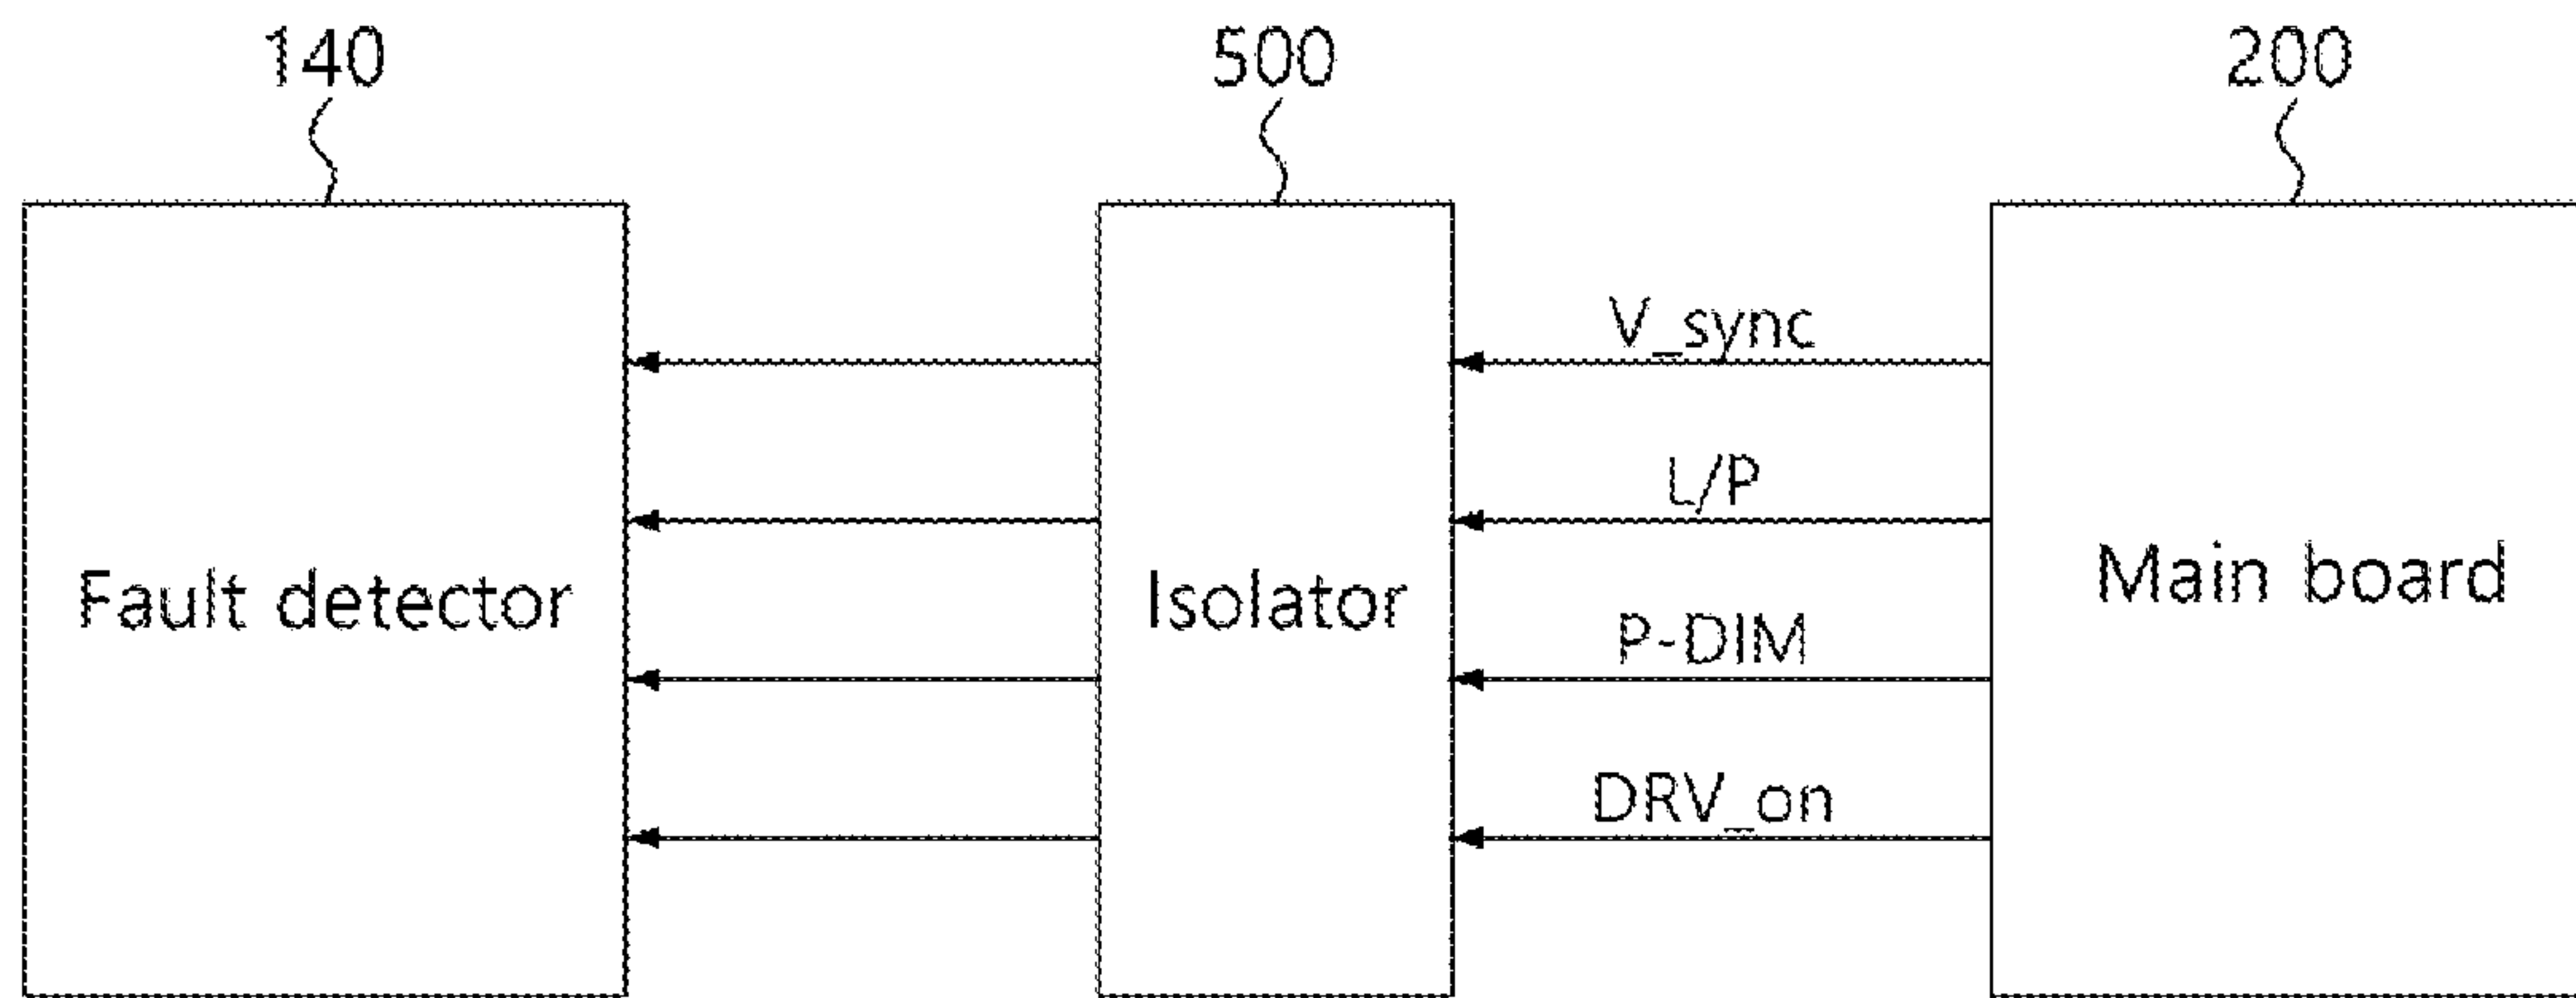 140 500 200
V_sync
L/P
Fault detector Isolator Main board
P-DIM
DRV_on